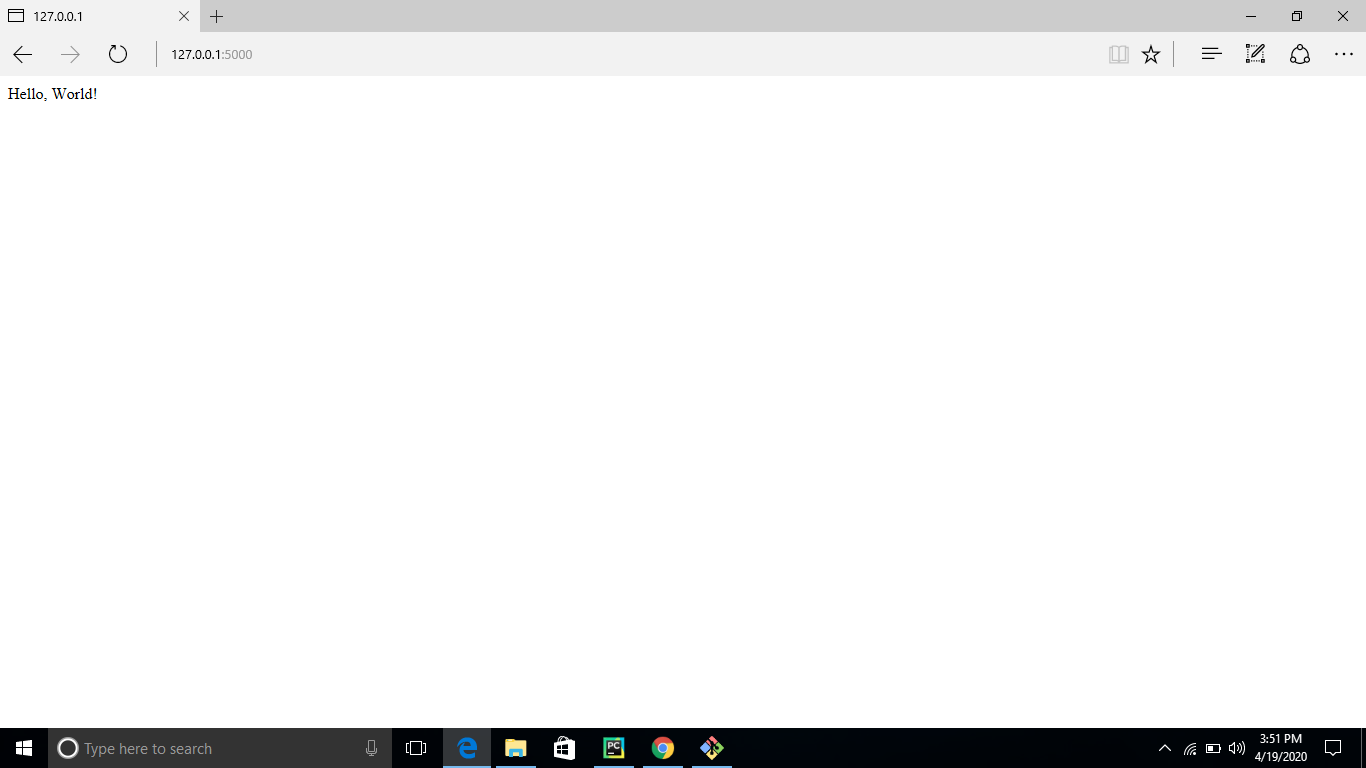 127.0.0.1
127.0.0.1:5000
Hello, World!
Type here to search
PC
3:51 PM
4/19/2020